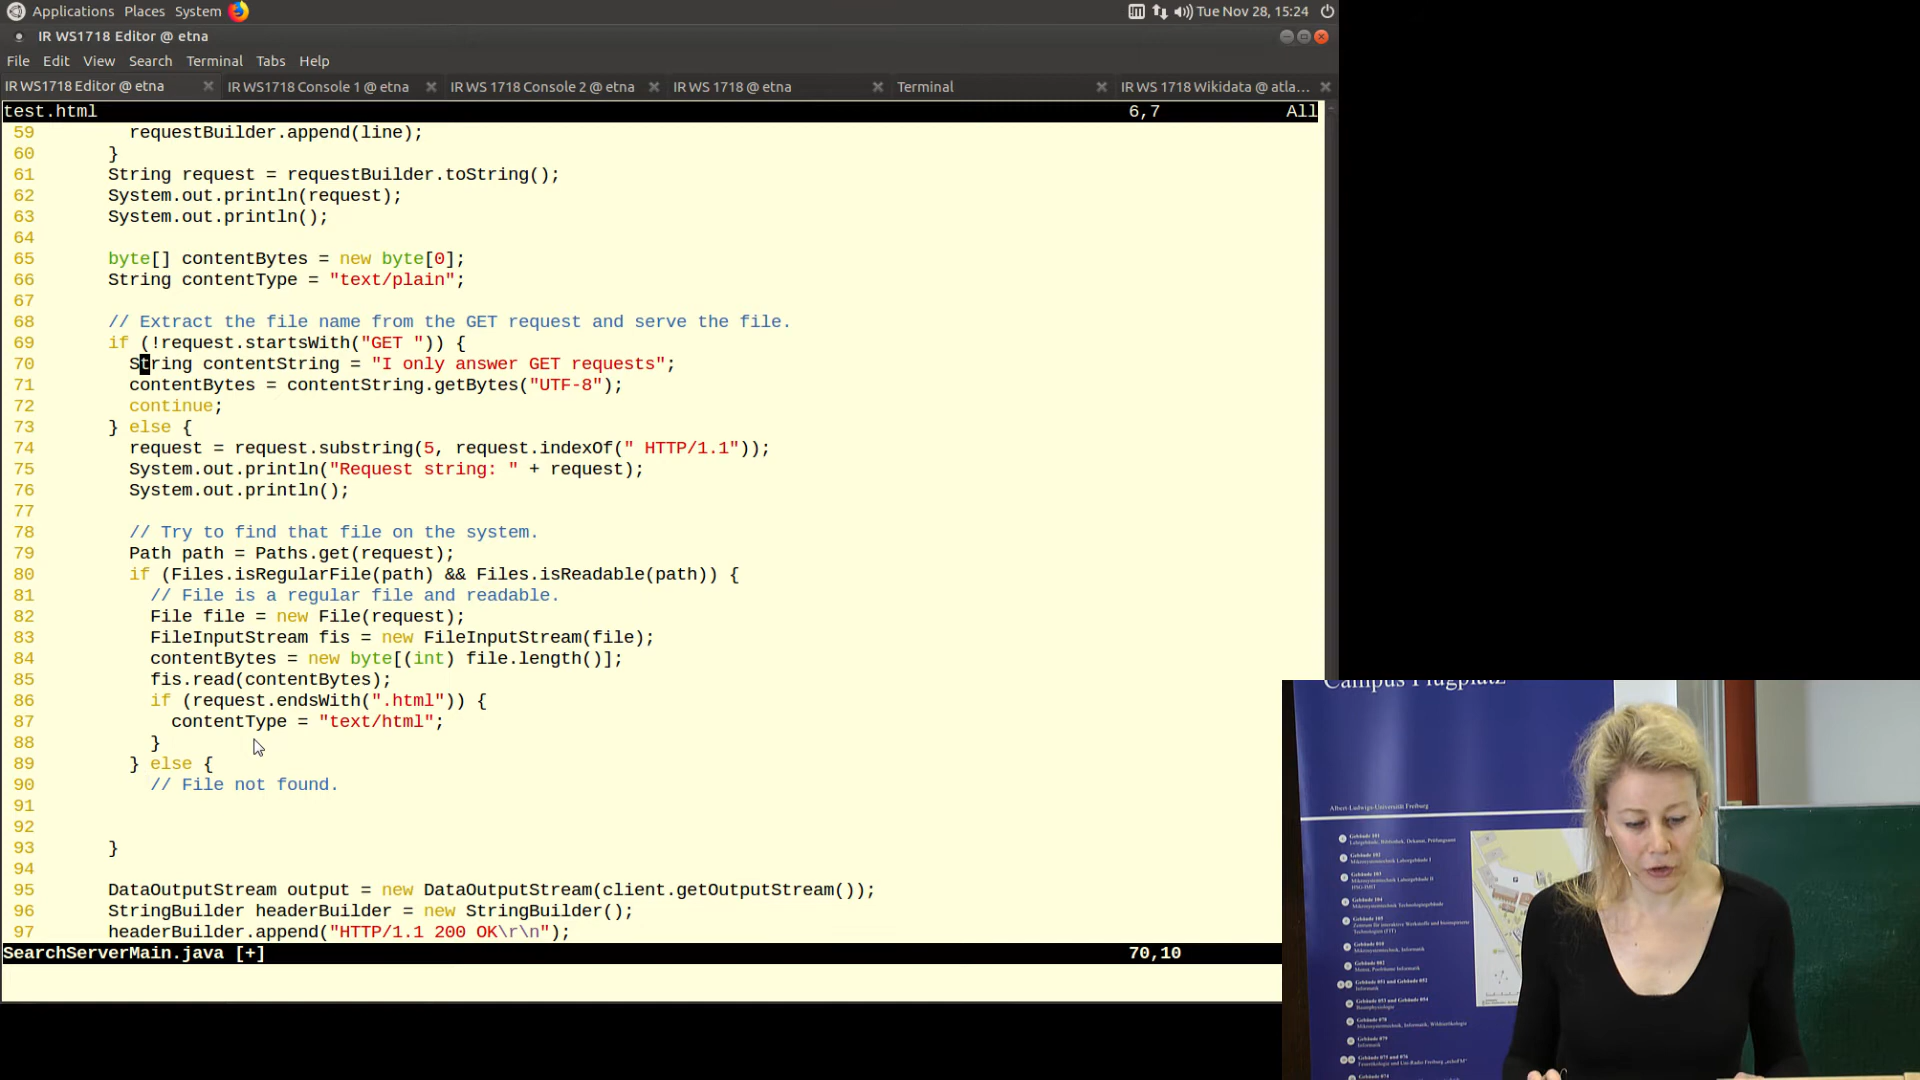 Applications Places System
Tue Nov 28, 15:24
IR WS1718 Editor @ etna
File Edit View Search Terminal Tabs Help
IR WS1718 Editor @ etna
IR WS1718 Console 1 @ etna
IR WS 1718 Console 2 @ etna
IR WS 1718 @ etna
Terminal
IR WS 1718 Wikidata @ atla...
test.html 6,7 All
59 requestBuilder.append(line);
60 }
61 String request = requestBuilder.toString();
62 System.out.println(request);
63 System.out.println();
64
65 byte[] contentBytes = new byte[0];
66 String contentType = "text/plain";
67
68 // Extract the file name from the GET request and serve the file.
69 if (!request.startsWith("GET ")) {
70 String contentString = "I only answer GET requests";
71 contentBytes = contentString.getBytes("UTF-8");
72 continue;
73 } else {
74 request = request.substring(5, request.indexOf(" HTTP/1.1"));
75 System.out.println("Request string: " + request);
76 System.out.println();
77
78 // Try to find that file on the system.
79 Path path = Paths.get(request);
80 if (Files.isRegularFile(path) && Files.isReadable(path)) {
81 // File is a regular file and readable.
82 File file = new File(request);
83 FileInputStream fis = new FileInputStream(file);
84 contentBytes = new byte[(int) file.length()];
85 fis.read(contentBytes);
86 if (request.endsWith(".html")) {
87 contentType = "text/html";
88 }
89 } else {
90 // File not found.
91
92
93 }
94
95 DataOutputStream output = new DataOutputStream(client.getOutputStream());
96 StringBuilder headerBuilder = new StringBuilder();
97 headerBuilder.append("HTTP/1.1 200 OK\r\n");
SearchServerMain.java [+] 70,10
Campus Flugplatz
Albert-Ludwigs-Universität Freiburg
Gebäude 101
Gebäude 102